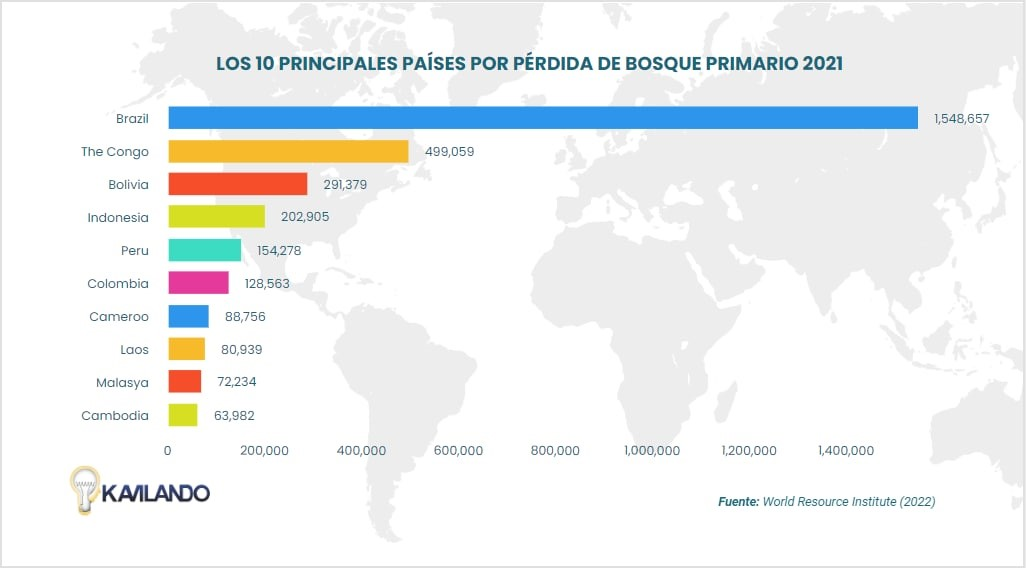 LOS 10 PRINCIPALES PAÍSES POR PÉRDIDA DE BOSQUE PRIMARIO 2021
Brazil 1,548,657
The Congo 499,059
Bolivia 291,379
Indonesia 202,905
Peru 154,278
Colombia 128,563
Cameroo 88,756
Laos 80,939
Malasya 72,234
Cambodia 63,982
0 200,000 400,000 600,000 800,000 1,000,000 1,200,000 1,400,000
KAVILANDO
Fuente: World Resource Institute (2022)